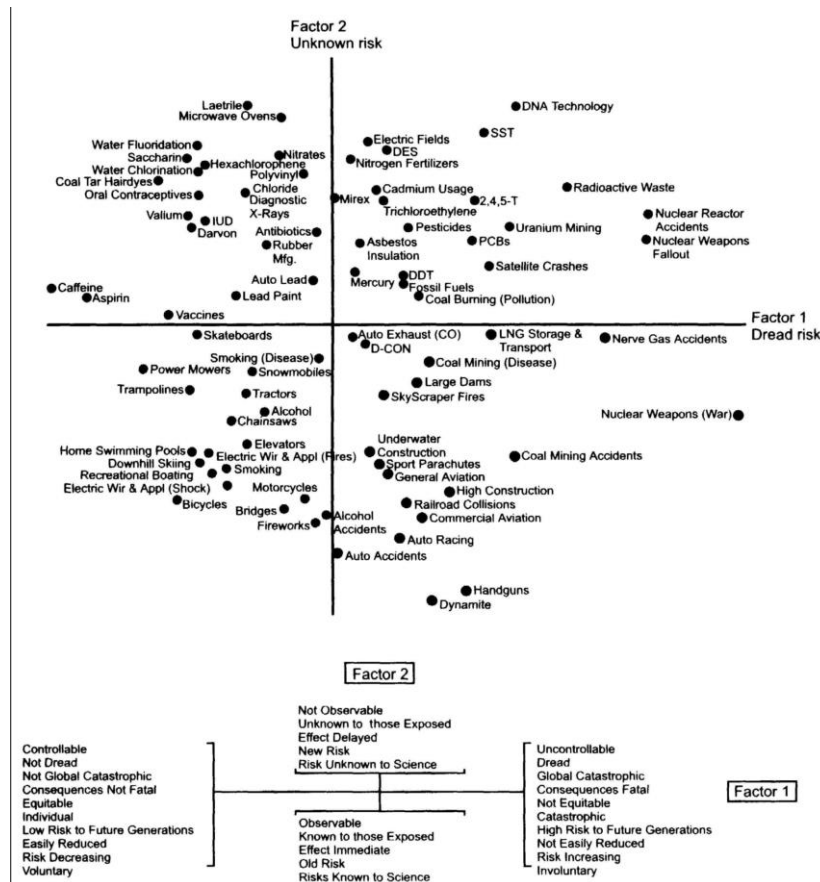 Factor 2
Unknown risk
Laetrile
Microwave Ovens
DNA Technology
SST
Water Fluoridation
Saccharin
Water Chlorination
Coal Tar Hairdyes
Oral Contraceptives
Hexachlorophene
Nitrates
Polyvinyl
Chloride
Diagnostic
X-Rays
Electric Fields
DES
Nitrogen Fertilizers
Mirex
Cadmium Usage
Trichloroethylene
2,4,5-T
Radioactive Waste
Valium
IUD
Darvon
Antibiotics
Rubber
Mfg.
Pesticides
Asbestos
Insulation
PCBs
Uranium Mining
Nuclear Reactor
Accidents
Nuclear Weapons
Fallout
Satellite Crashes
Auto Lead
Lead Paint
Mercury
DDT
Fossil Fuels
Coal Burning (Pollution)
Caffeine
Aspirin
Vaccines
Factor 1
Dread risk
Skateboards
Auto Exhaust (CO)
D-CON
LNG Storage &
Transport
Nerve Gas Accidents
Smoking (Disease)
Snowmobiles
Power Mowers
Trampolines
Tractors
Coal Mining (Disease)
Large Dams
SkyScraper Fires
Nuclear Weapons (War)
Alcohol
Chainsaws
Elevators
Home Swimming Pools
Downhill Skiing
Recreational Boating
Electric Wir & Appl (Fires)
Smoking
Electric Wir & Appl (Shock)
Bicycles
Motorcycles
Bridges
Fireworks
Underwater
Construction
Sport Parachutes
General Aviation
Coal Mining Accidents
High Construction
Railroad Collisions
Commercial Aviation
Alcohol
Accidents
Auto Racing
Auto Accidents
Handguns
Dynamite
Factor 2
Not Observable
Unknown to those Exposed
Effect Delayed
New Risk
Risk Unknown to Science
Controllable
Not Dread
Not Global Catastrophic
Consequences Not Fatal
Equitable
Individual
Low Risk to Future Generations
Easily Reduced
Risk Decreasing
Voluntary
Uncontrollable
Dread
Global Catastrophic
Consequences Fatal
Not Equitable
Catastrophic
High Risk to Future Generations
Not Easily Reduced
Risk Increasing
Involuntary
Factor 1
Observable
Known to those Exposed
Effect Immediate
Old Risk
Risks Known to Science